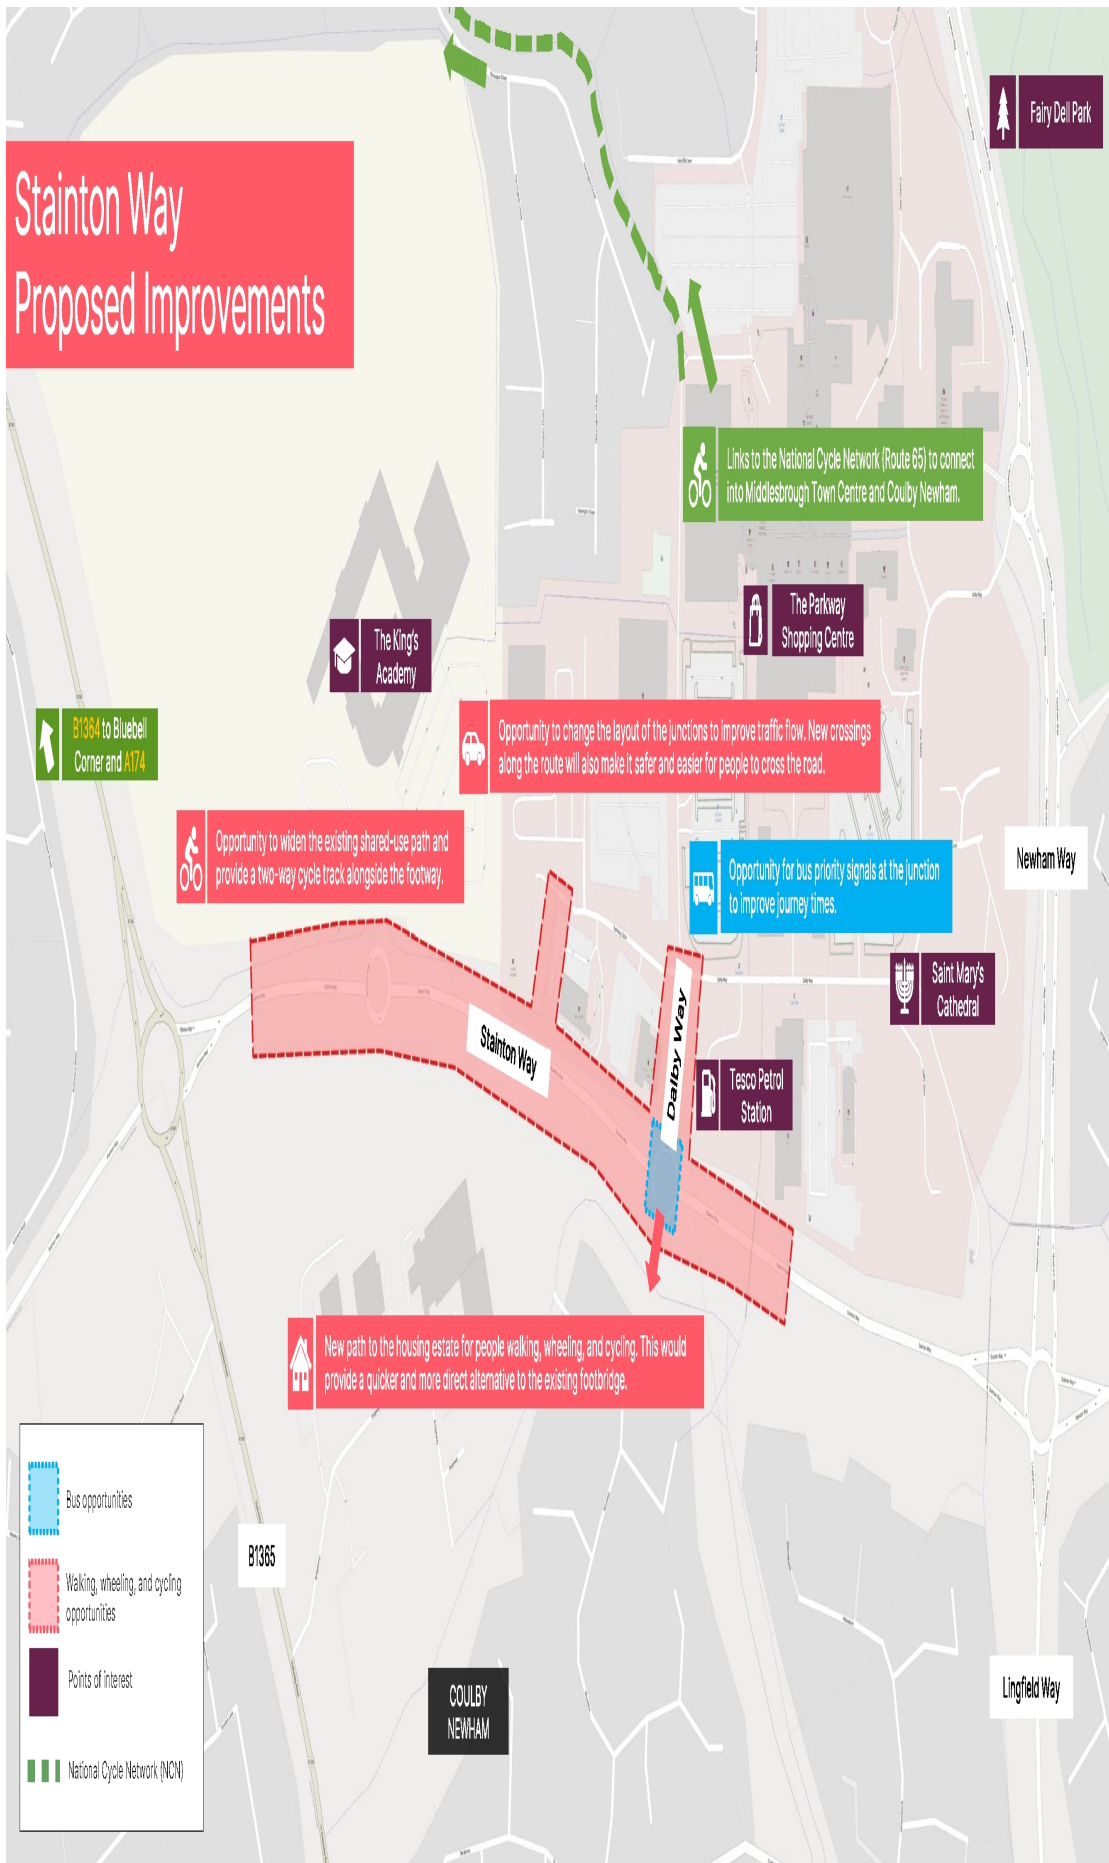 Fairy Dell Park
Stainton Way
Proposed Improvements
Links to the National Cycle Network (Route 65) to connect
into Middlesbrough Town Centre and Coulby Newham.
The Parkway
Shopping Centre
The King's
Academy
B1364 to Bluebell
Corner and A174
Opportunity to change the layout of the junctions to improve traffic flow. New crossings
along the route will also make it safer and easier for people to cross the road.
Opportunity to widen the existing shared-use path and
provide a two-way cycle track alongside the footway.
Opportunity for bus priority signals at the junction
to improve journey times.
Newham Way
Saint Mary's
Cathedral
Stainton Way
Dalby Way
Tesco Petrol
Station
New path to the housing estate for people walking, wheeling, and cycling. This would
provide a quicker and more direct alternative to the existing footbridge.
Bus opportunities
Walking, wheeling, and cycling
opportunities
Points of interest
National Cycle Network (NCN)
B1365
COULBY
NEWHAM
Lingfield Way